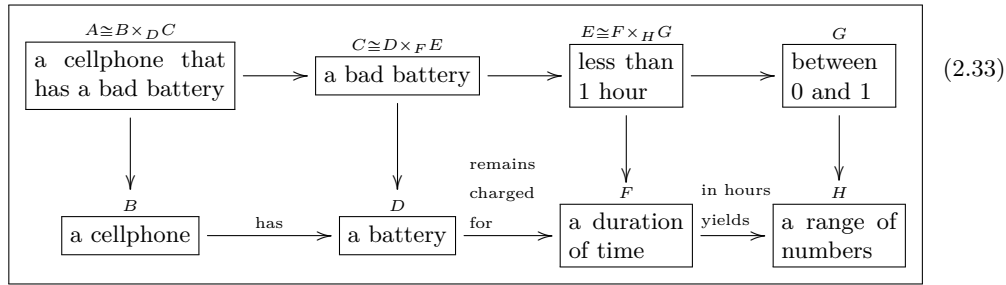 A≅B×_D C
C≅D×_F E
E≅F×_H G
G
a cellphone that
has a bad battery
a bad battery
less than
1 hour
between
0 and 1
(2.33)
B
a cellphone
has
D
a battery
remains
charged
for
F
a duration
of time
in hours
yields
H
a range of
numbers